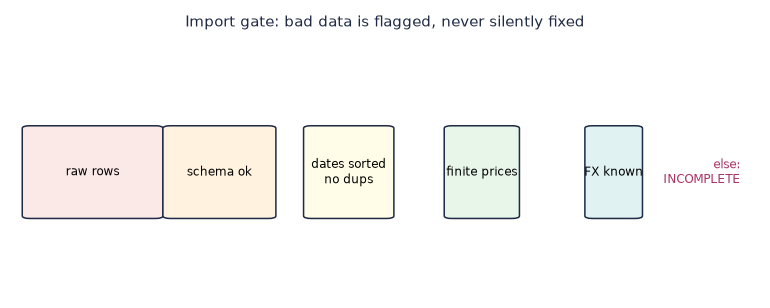 Import gate: bad data is flagged, never silently fixed
raw rows
schema ok
dates sorted
no dups
finite prices
FX known
else:
INCOMPLETE